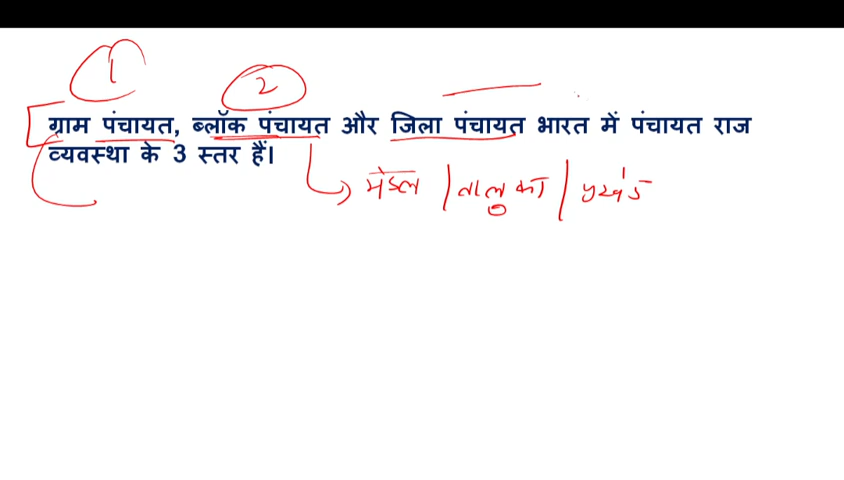 1 2
ग्राम पंचायत, ब्लॉक पंचायत और जिला पंचायत भारत में पंचायत राज
व्यवस्था के 3 स्तर हैं।
मंडल / तालुका / प्रखंड